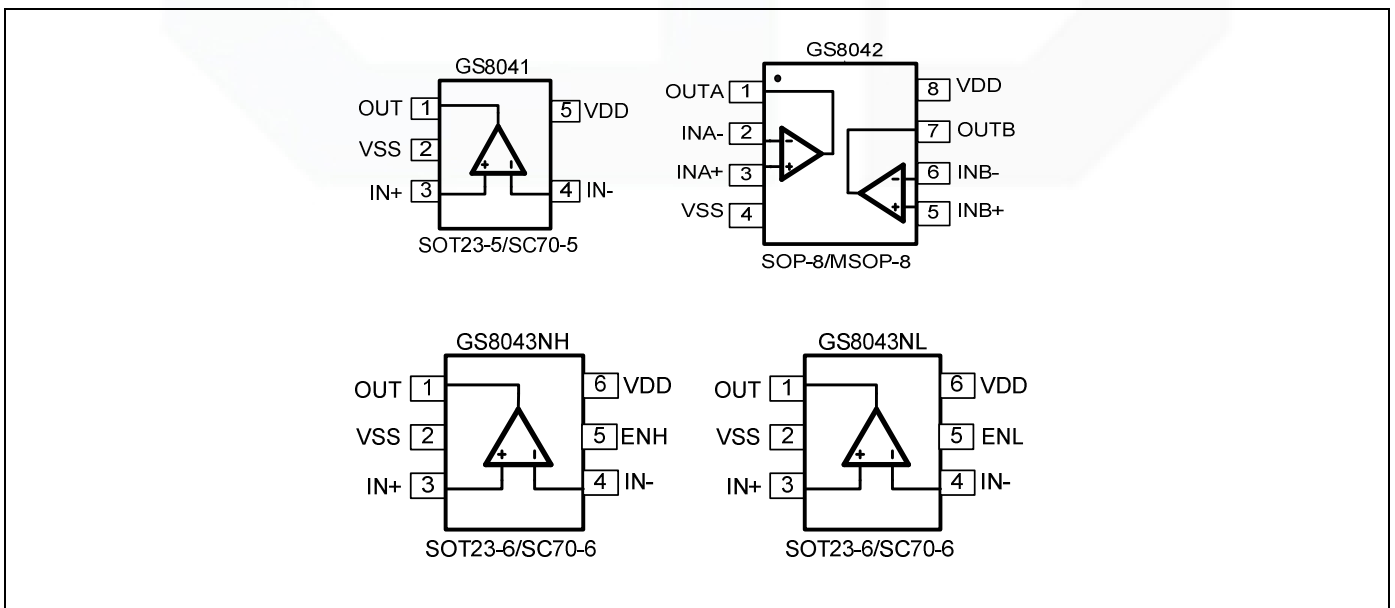 GS8041
OUT 1 5 VDD
VSS 2
IN+ 3 4 IN-
+ -
SOT23-5/SC70-5
GS8042
OUTA 1 8 VDD
INA- 2 7 OUTB
INA+ 3 6 INB-
VSS 4 5 INB+
- +
- +
SOP-8/MSOP-8
GS8043NH
OUT 1 6 VDD
VSS 2 5 ENH
IN+ 3 4 IN-
+ -
SOT23-6/SC70-6
GS8043NL
OUT 1 6 VDD
VSS 2 5 ENL
IN+ 3 4 IN-
+ -
SOT23-6/SC70-6